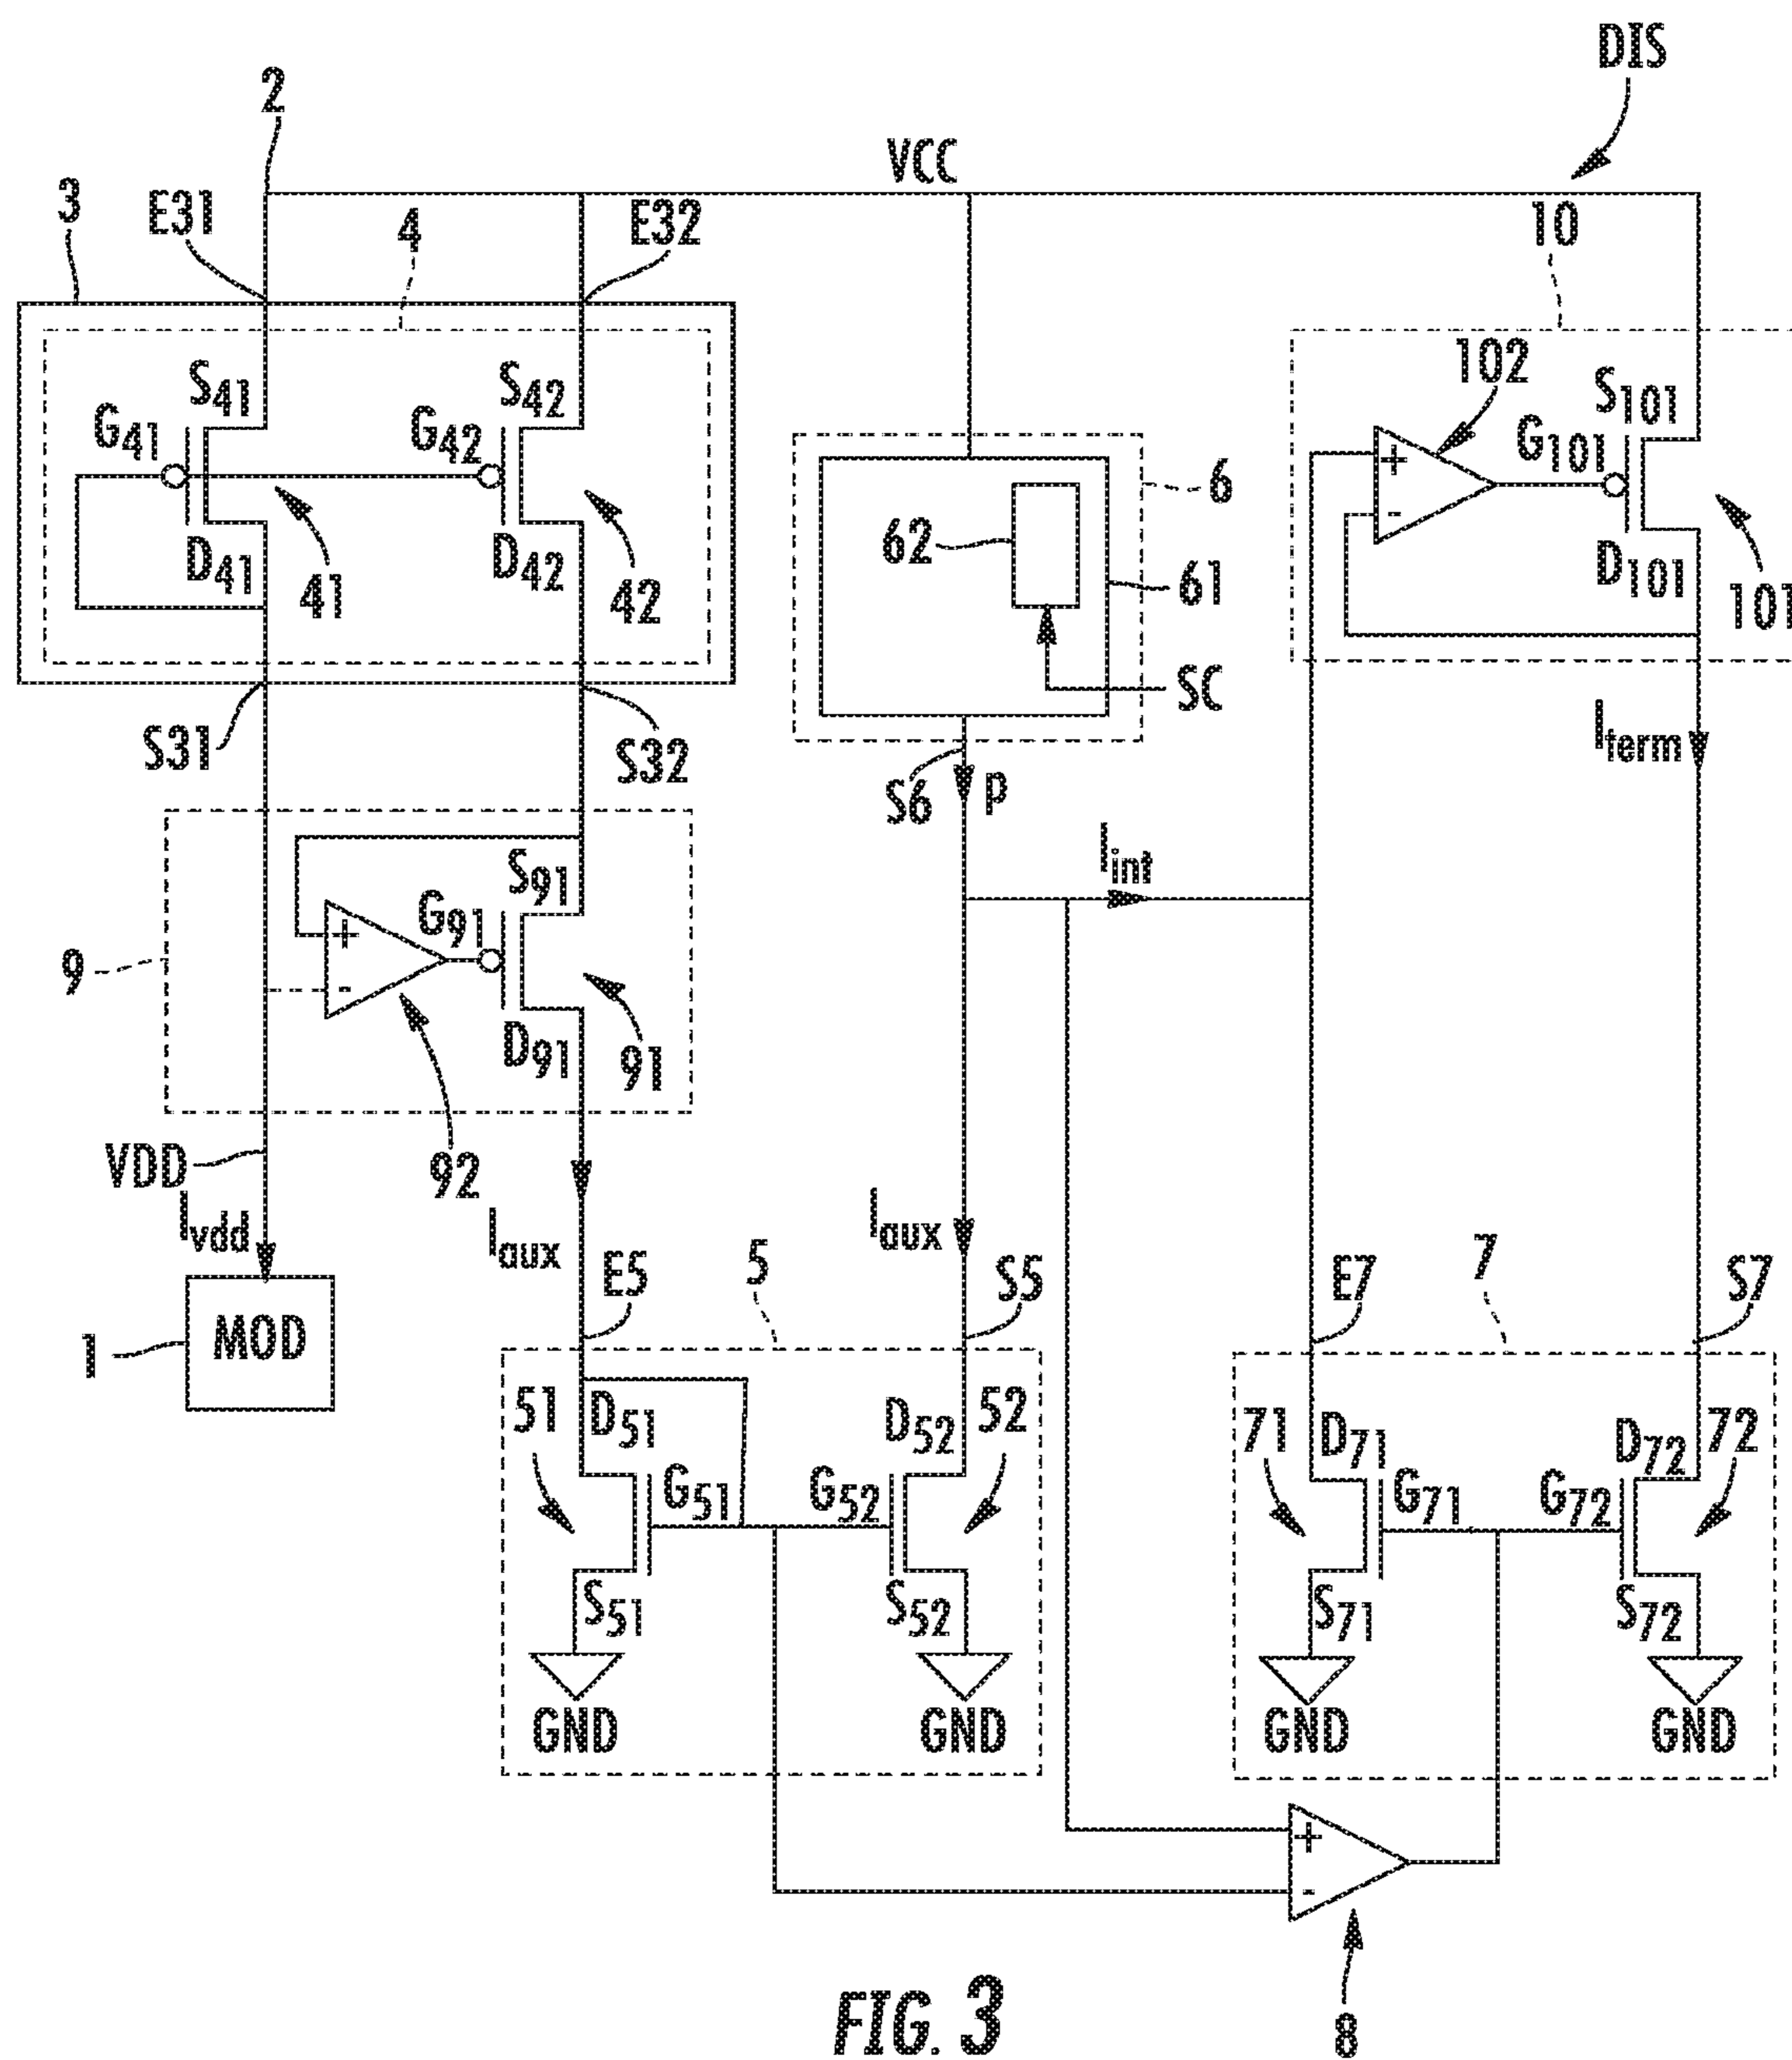 DIS
2
VCC
3
E31
4
E32
10
S41
S42
102
S101
G41
G42
G101
6
62
D41
D42
61
D101
41
42
101
SC
S31
S32
S6
p
Iterm
S91
Iint
G91
+
-
+
-
9
D91
91
VDD
92
Ivdd
Iaux
Iaux
E5
5
S5
E7
7
S7
1
MOD
51
D51
D52
52
71
D71
D72
72
G51
G52
G71
G72
S51
S52
S71
S72
GND
GND
GND
GND
+
-
8
FIG. 3